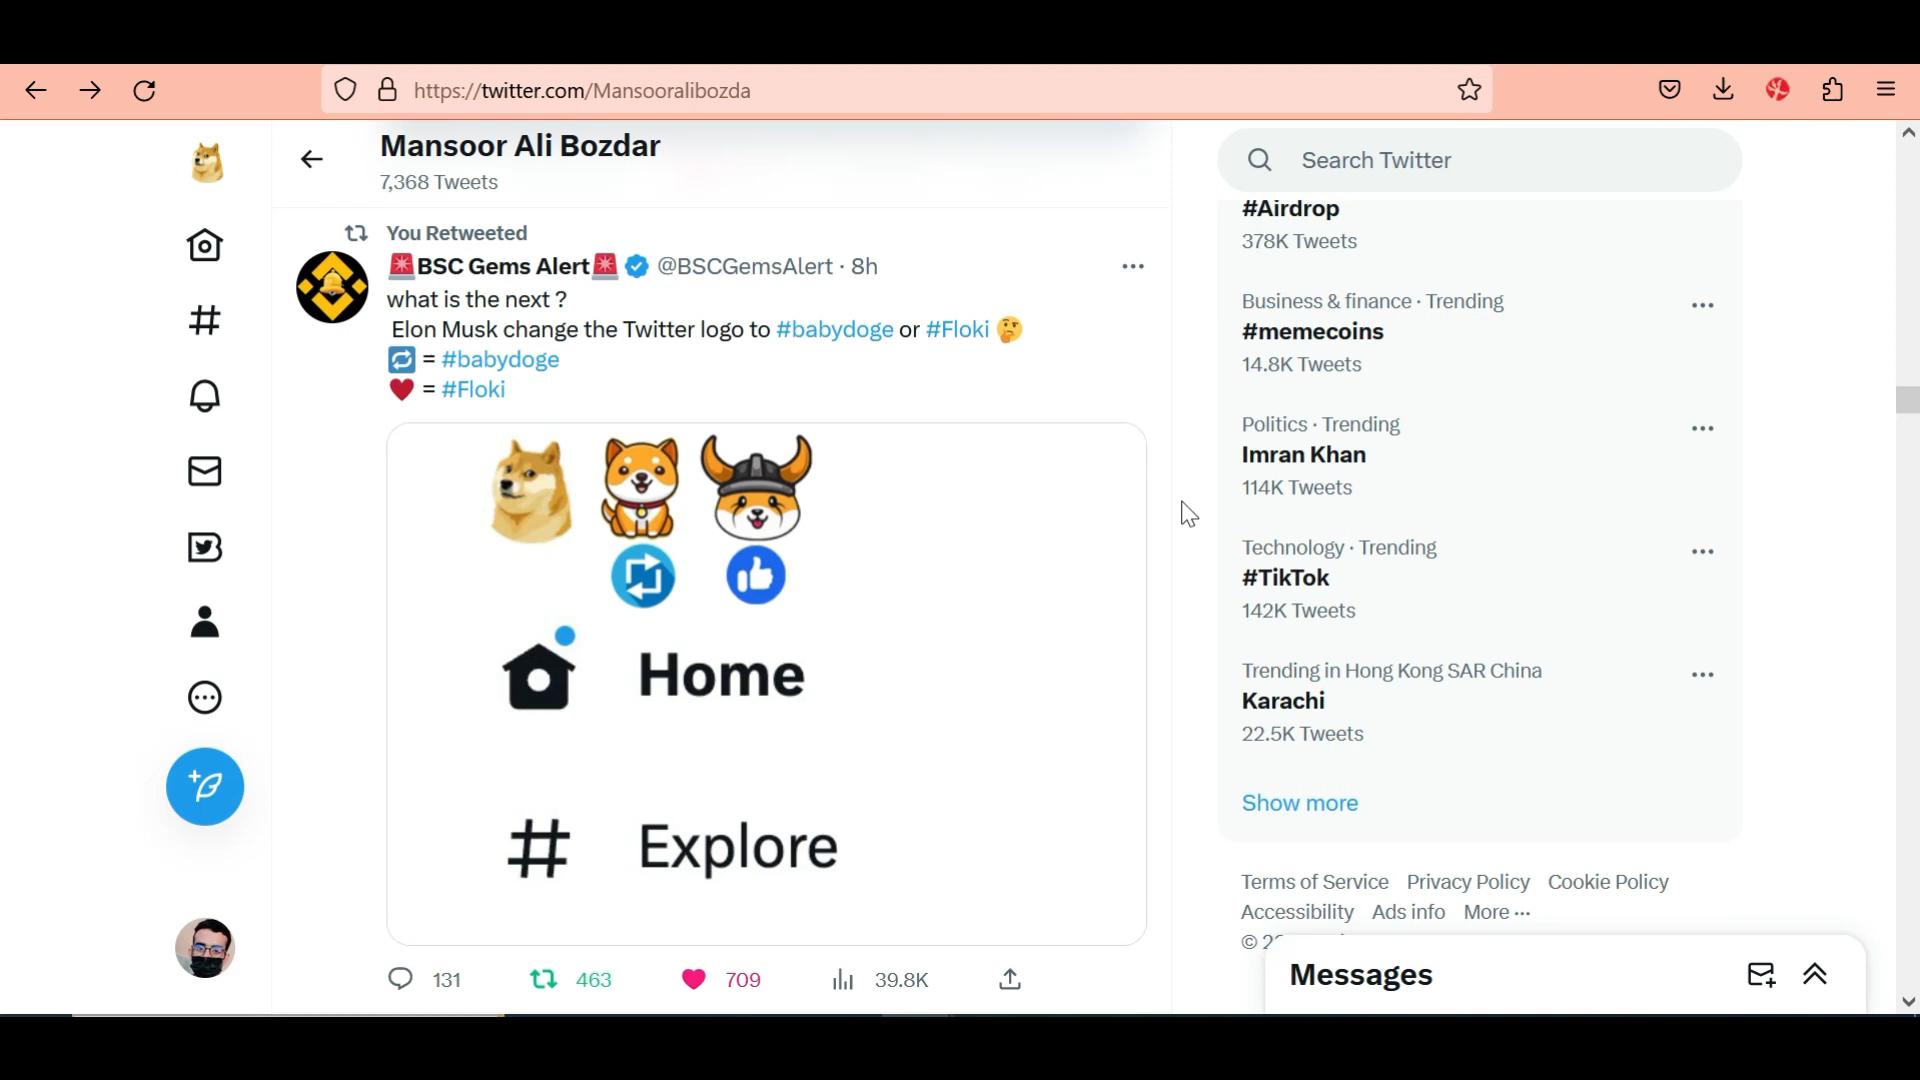 https://twitter.com/Mansooralibozda
Mansoor Ali Bozdar
7,368 Tweets
You Retweeted
🚨BSC Gems Alert🚨 @BSCGemsAlert · 8h
what is the next ?
Elon Musk change the Twitter logo to #babydoge or #Floki 🤔
🔁 = #babydoge
❤️ = #Floki
Home
# Explore
131 463 709 39.8K
Search Twitter
#Airdrop
378K Tweets
Business & finance · Trending
#memecoins
14.8K Tweets
Politics · Trending
Imran Khan
114K Tweets
Technology · Trending
#TikTok
142K Tweets
Trending in Hong Kong SAR China
Karachi
22.5K Tweets
Show more
Terms of Service Privacy Policy Cookie Policy
Accessibility Ads info More ···
©
Messages